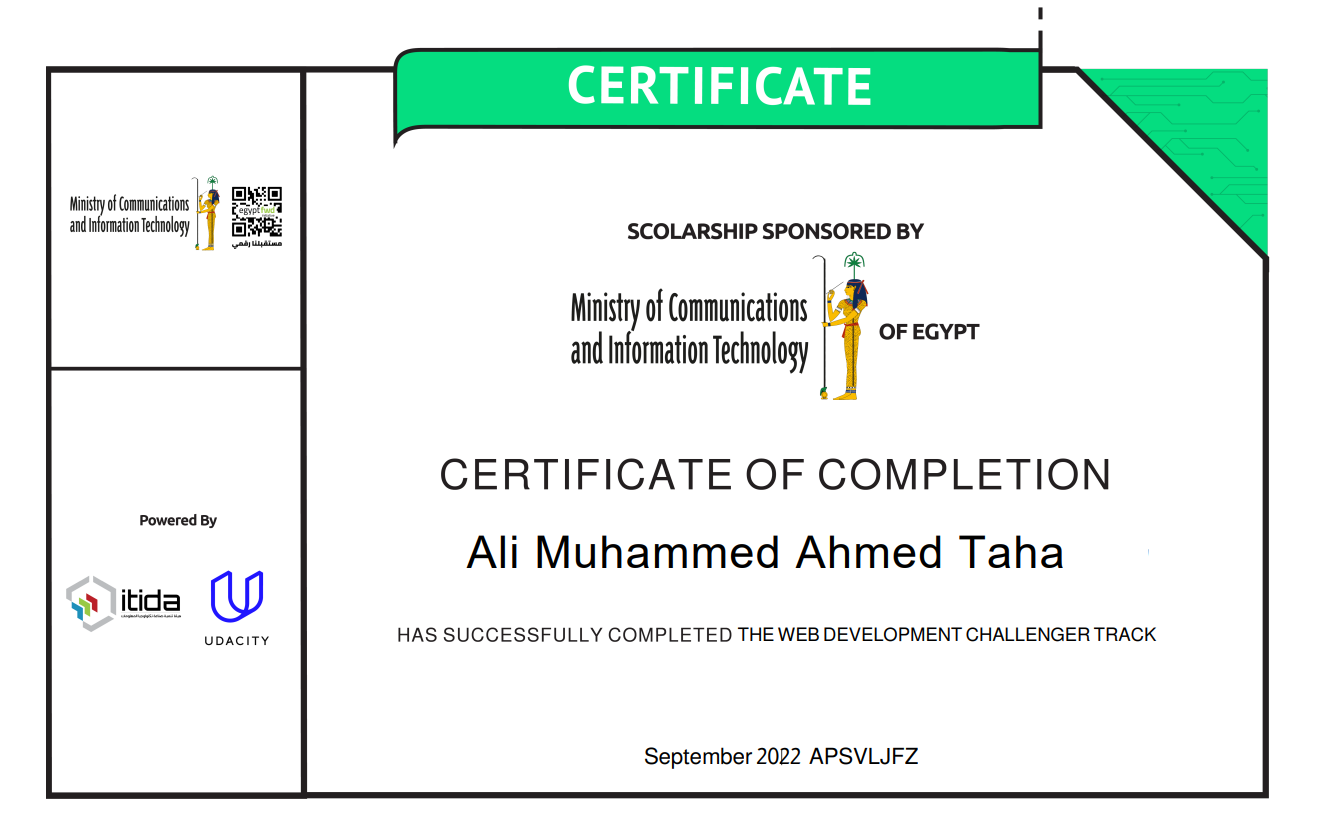 CERTIFICATE
Ministry of Communications
and Information Technology
egypt fwd
مستقبلنا رقمي
SCOLARSHIP SPONSORED BY
Ministry of Communications
and Information Technology
OF EGYPT
CERTIFICATE OF COMPLETION
Ali Muhammed Ahmed Taha
HAS SUCCESSFULLY COMPLETED THE WEB DEVELOPMENT CHALLENGER TRACK
September 2022 APSVLJFZ
Powered By
itida
UDACITY